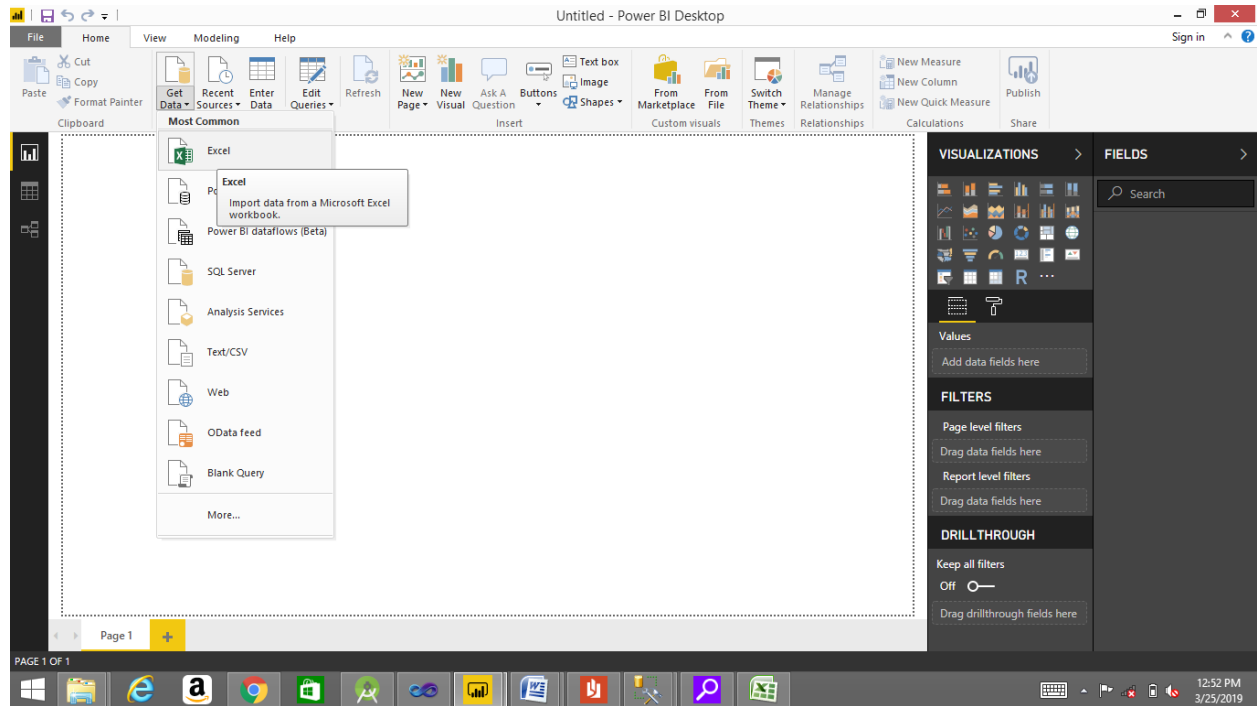 Untitled - Power BI Desktop
File Home View Modeling Help Sign in
Paste
Cut
Copy
Format Painter
Clipboard
Get Data
Recent Sources
Enter Data
Edit Queries
Refresh
New Page
New Visual
Ask A Question
Buttons
Text box
Image
Shapes
Insert
From Marketplace
From File
Custom visuals
Switch Theme
Themes
Manage Relationships
Relationships
New Measure
New Column
New Quick Measure
Calculations
Publish
Share
Most Common
Excel
Excel
Import data from a Microsoft Excel
workbook.
Power BI dataflows (Beta)
SQL Server
Analysis Services
Text/CSV
Web
OData feed
Blank Query
More...
VISUALIZATIONS
R
Values
Add data fields here
FILTERS
Page level filters
Drag data fields here
Report level filters
Drag data fields here
DRILLTHROUGH
Keep all filters
Off
Drag drillthrough fields here
FIELDS
Search
Page 1
PAGE 1 OF 1
12:52 PM
3/25/2019